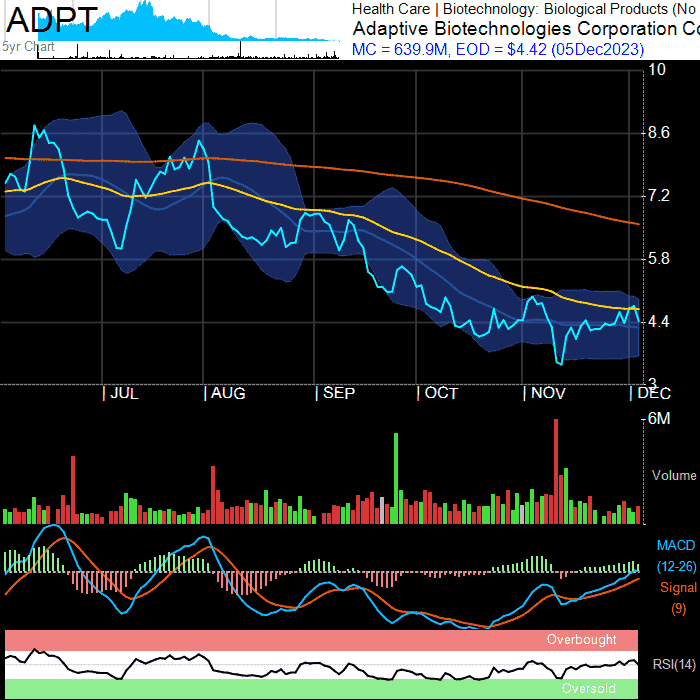 ADPT
5yr Chart
Health Care | Biotechnology: Biological Products (No
Adaptive Biotechnologies Corporation Co
MC = 639.9M, EOD = $4.42 (05Dec2023)
10
8.6
7.2
5.8
4.4
3
JUL AUG SEP OCT NOV DEC
6M
Volume
MACD
(12-26)
Signal
(9)
Overbought
RSI(14)
Oversold